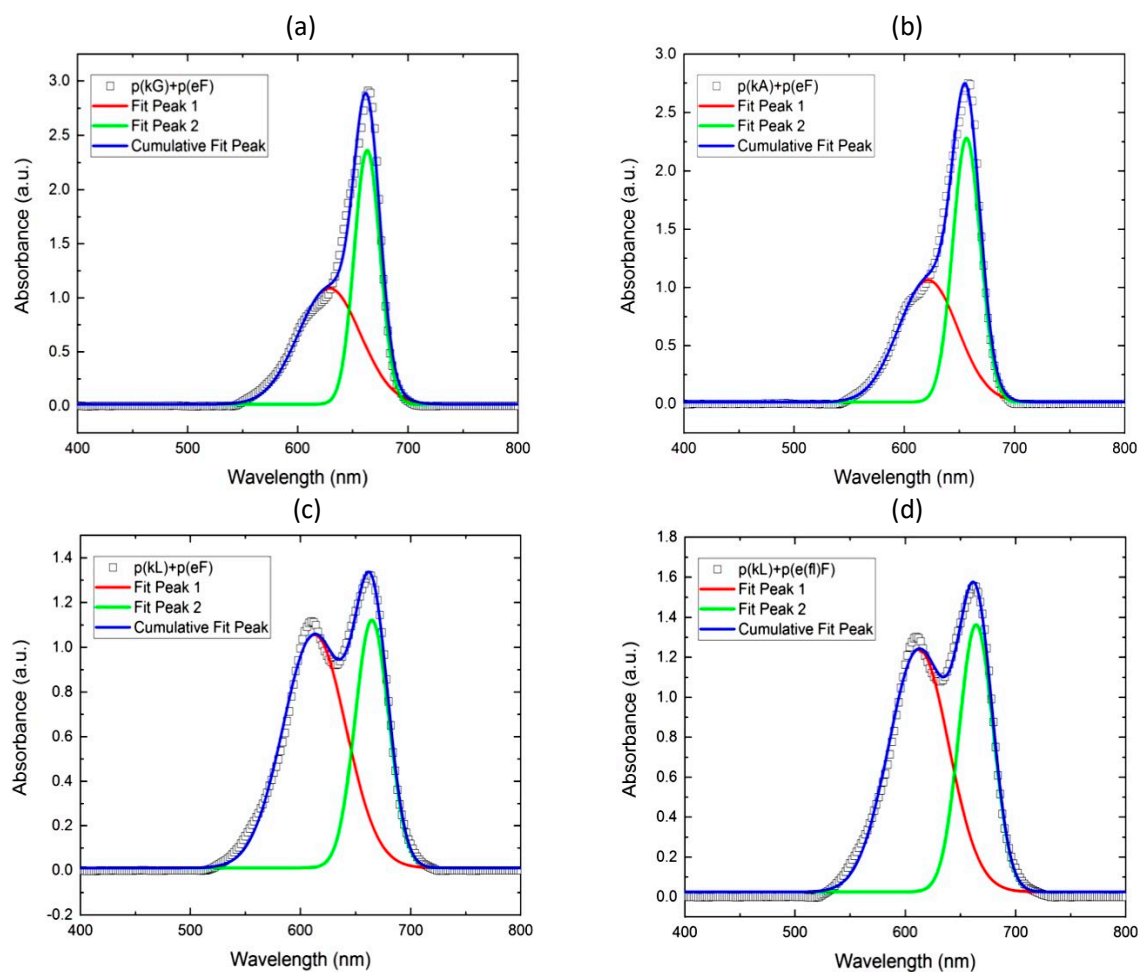 (a)
p(kG)+p(eF)
Fit Peak 1
Fit Peak 2
Cumulative Fit Peak
3.0
2.5
2.0
1.5
1.0
0.5
0.0
Absorbance (a.u.)
400 500 600 700 800
Wavelength (nm)
(b)
p(kA)+p(eF)
Fit Peak 1
Fit Peak 2
Cumulative Fit Peak
3.0
2.5
2.0
1.5
1.0
0.5
0.0
Absorbance (a.u.)
400 500 600 700 800
Wavelength (nm)
(c)
p(kL)+p(eF)
Fit Peak 1
Fit Peak 2
Cumulative Fit Peak
1.4
1.2
1.0
0.8
0.6
0.4
0.2
0.0
-0.2
Absorbance (a.u.)
400 500 600 700 800
Wavelength (nm)
(d)
p(kL)+p(e(fl)F)
Fit Peak 1
Fit Peak 2
Cumulative Fit Peak
1.8
1.6
1.4
1.2
1.0
0.8
0.6
0.4
0.2
0.0
Absorbance (a.u.)
400 500 600 700 800
Wavelength (nm)